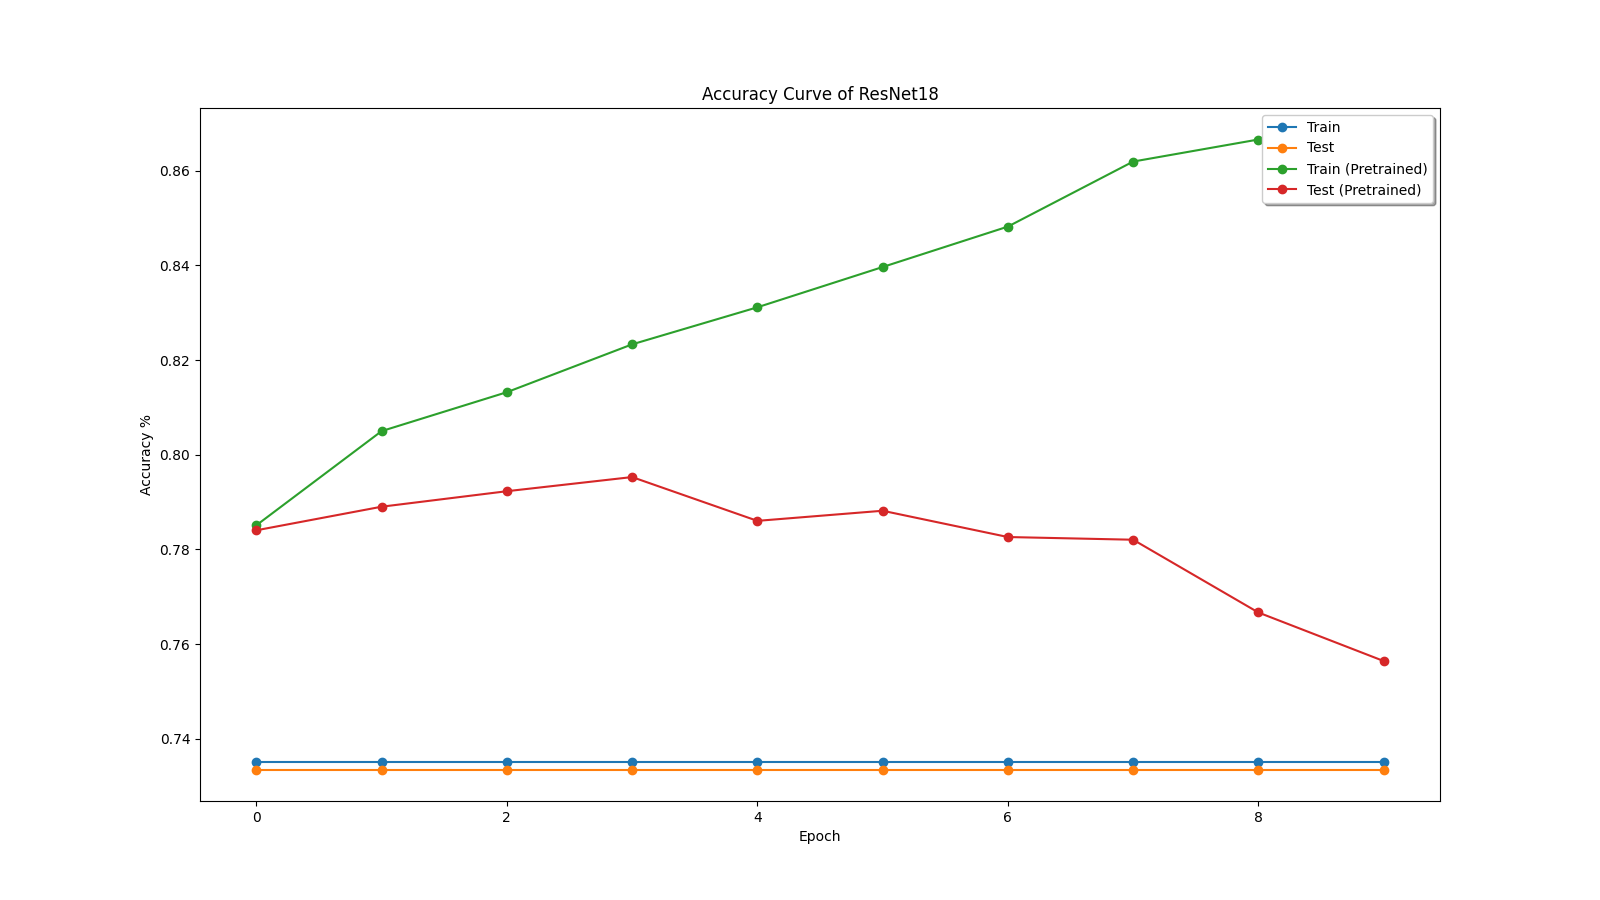 Accuracy Curve of ResNet18
Train
Test
Train (Pretrained)
Test (Pretrained)
Accuracy %
0.86
0.84
0.82
0.80
0.78
0.76
0.74
0
2
4
6
8
Epoch